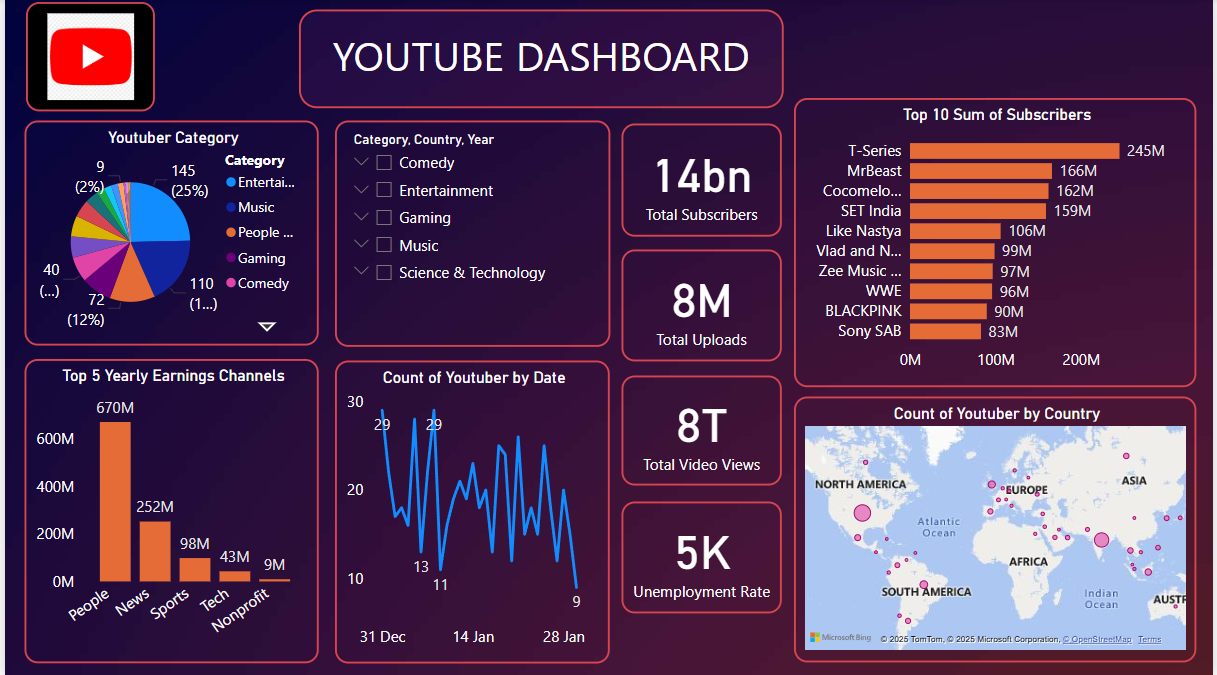 YOUTUBE DASHBOARD
Youtuber Category
9
(2%)
145
(25%)
40
(...)
72
(12%)
110
(1...)
Category
Entertai...
Music
People ...
Gaming
Comedy
Category, Country, Year
Comedy
Entertainment
Gaming
Music
Science & Technology
14bn
Total Subscribers
8M
Total Uploads
8T
Total Video Views
5K
Unemployment Rate
Top 10 Sum of Subscribers
T-Series 245M
MrBeast 166M
Cocomelo... 162M
SET India 159M
Like Nastya 106M
Vlad and N... 99M
Zee Music ... 97M
WWE 96M
BLACKPINK 90M
Sony SAB 83M
0M 100M 200M
Top 5 Yearly Earnings Channels
670M
600M
400M
252M
200M
98M
43M
9M
0M
People News Sports Tech Nonprofit
Count of Youtuber by Date
30
29 29
20
13
10
11
9
31 Dec 14 Jan 28 Jan
Count of Youtuber by Country
NORTH AMERICA
EUROPE
ASIA
Atlantic
Ocean
AFRICA
SOUTH AMERICA
Indian
Ocean
AUSTR
Microsoft Bing
© 2025 TomTom, © 2025 Microsoft Corporation, © OpenStreetMap Terms